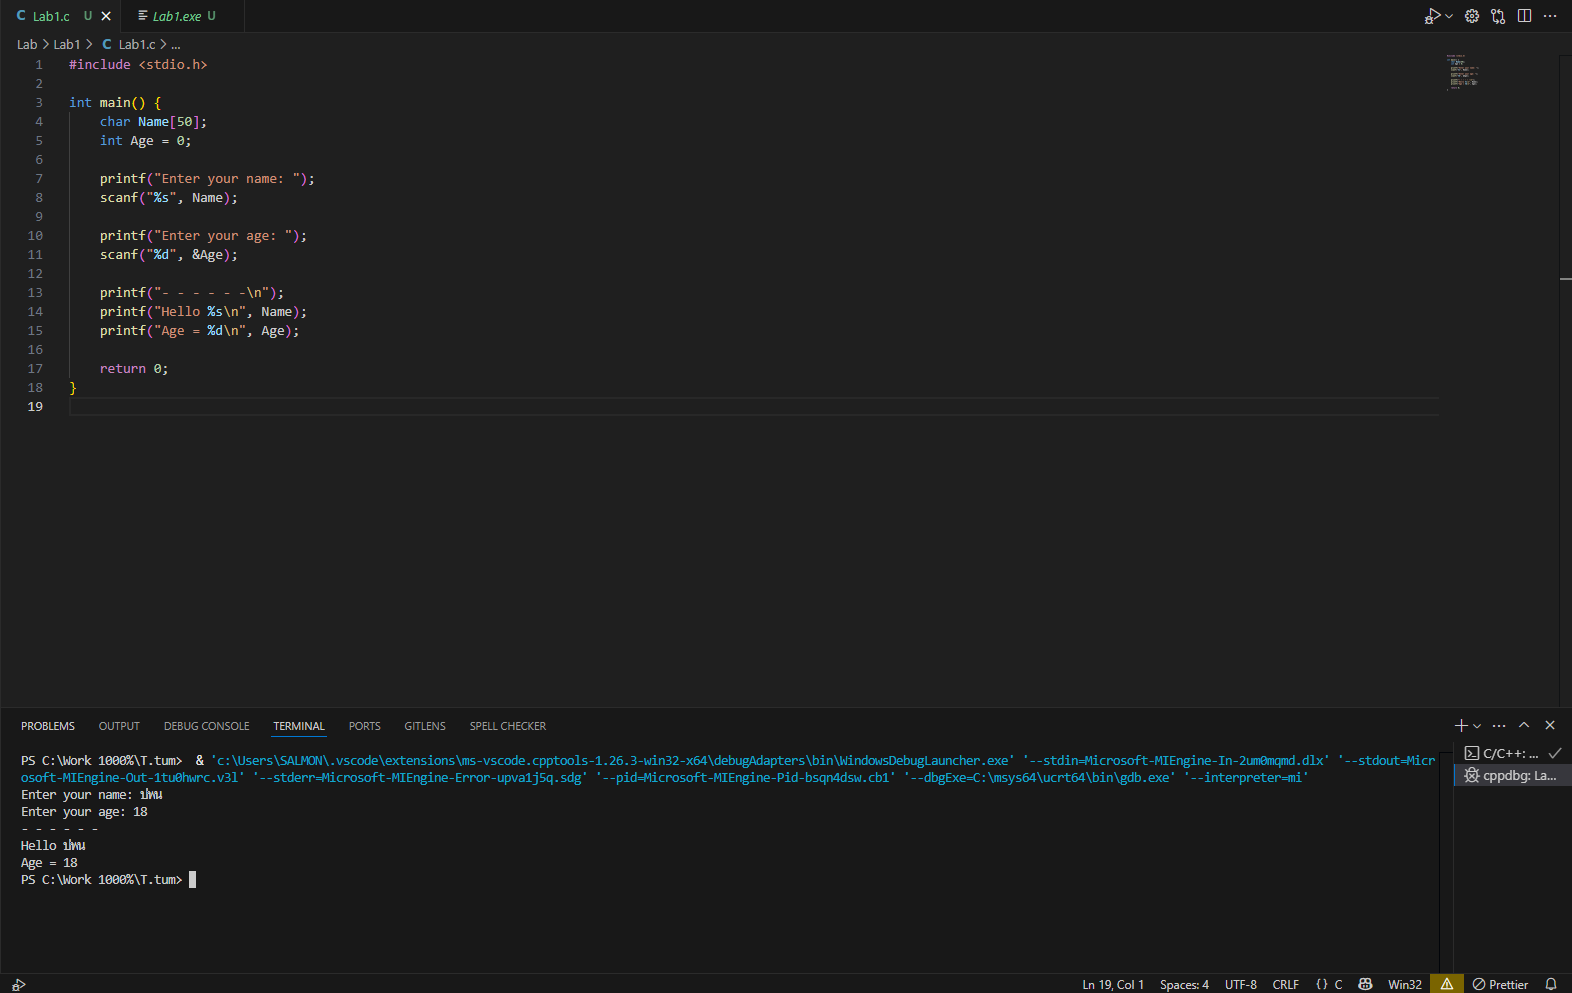 Lab1.c U
Lab1.exe U
Lab > Lab1 > C Lab1.c > ...
1 #include <stdio.h>
2
3 int main() {
4 char Name[50];
5 int Age = 0;
6
7 printf("Enter your name: ");
8 scanf("%s", Name);
9
10 printf("Enter your age: ");
11 scanf("%d", &Age);
12
13 printf("- - - - - -\n");
14 printf("Hello %s\n", Name);
15 printf("Age = %d\n", Age);
16
17 return 0;
18 }
19
PROBLEMS OUTPUT DEBUG CONSOLE TERMINAL PORTS GITLENS SPELL CHECKER
PS C:\Work 1000%\T.tum> & 'c:\Users\SALMON\.vscode\extensions\ms-vscode.cpptools-1.26.3-win32-x64\debugAdapters\bin\WindowsDebugLauncher.exe' '--stdin=Microsoft-MIEngine-In-2um0mqmd.dlx' '--stdout=Micr
osoft-MIEngine-Out-1tu0hwrc.v3l' '--stderr=Microsoft-MIEngine-Error-upva1j5q.sdg' '--pid=Microsoft-MIEngine-Pid-bsqn4dsw.cb1' '--dbgExe=C:\msys64\ucrt64\bin\gdb.exe' '--interpreter=mi'
Enter your name:
Enter your age: 18
- - - - - -
Hello
Age = 18
PS C:\Work 1000%\T.tum>
C/C++: ...
cppdbg: La...
Ln 19, Col 1 Spaces: 4 UTF-8 CRLF {} C Win32 Prettier